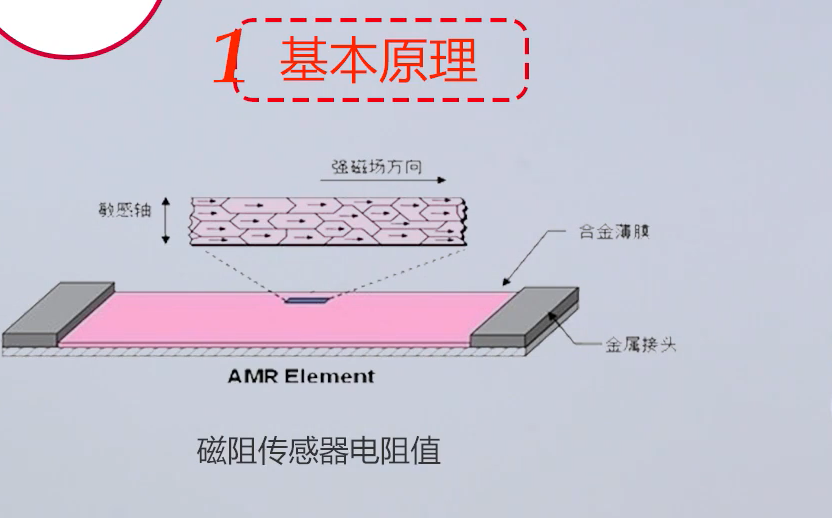 1 基本原理
强磁场方向
敏感轴
合金薄膜
金属接头
AMR Element
磁阻传感器电阻值